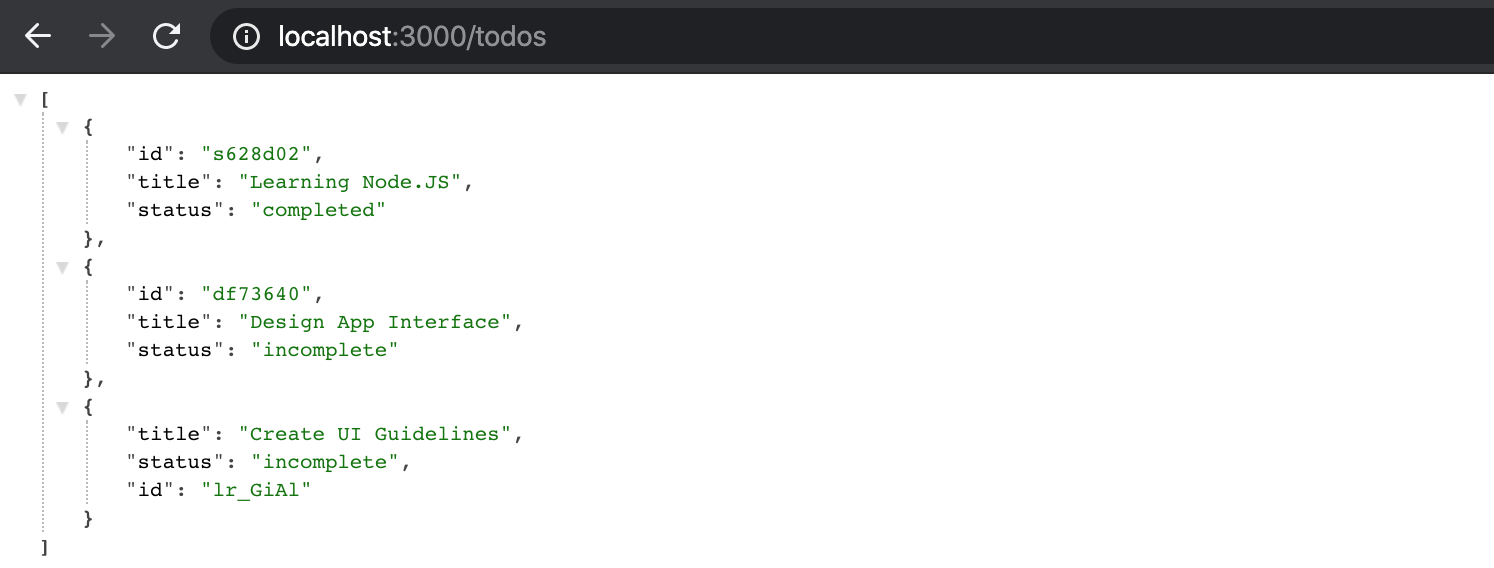 localhost:3000/todos
[
{
"id": "s628d02",
"title": "Learning Node.JS",
"status": "completed"
},
{
"id": "df73640",
"title": "Design App Interface",
"status": "incomplete"
},
{
"title": "Create UI Guidelines",
"status": "incomplete",
"id": "lr_GiAl"
}
]